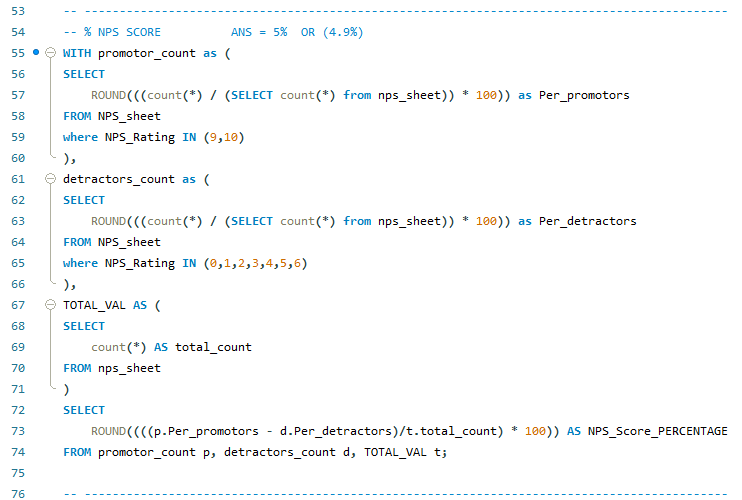 53 -- --------------------------------------------------------------------------------------------
54 -- % NPS SCORE          ANS = 5%  OR (4.9%)
55 WITH promotor_count as (
56 SELECT
57     ROUND(((count(*) / (SELECT count(*) from nps_sheet)) * 100)) as Per_promotors
58 FROM NPS_sheet
59 where NPS_Rating IN (9,10)
60 ),
61 detractors_count as (
62 SELECT
63     ROUND(((count(*) / (SELECT count(*) from nps_sheet)) * 100)) as Per_detractors
64 FROM NPS_sheet
65 where NPS_Rating IN (0,1,2,3,4,5,6)
66 ),
67 TOTAL_VAL AS (
68 SELECT
69     count(*) AS total_count
70 FROM nps_sheet
71 )
72 SELECT
73     ROUND((((p.Per_promotors - d.Per_detractors)/t.total_count) * 100)) AS NPS_Score_PERCENTAGE
74 FROM promotor_count p, detractors_count d, TOTAL_VAL t;
75
76 -- --------------------------------------------------------------------------------------------